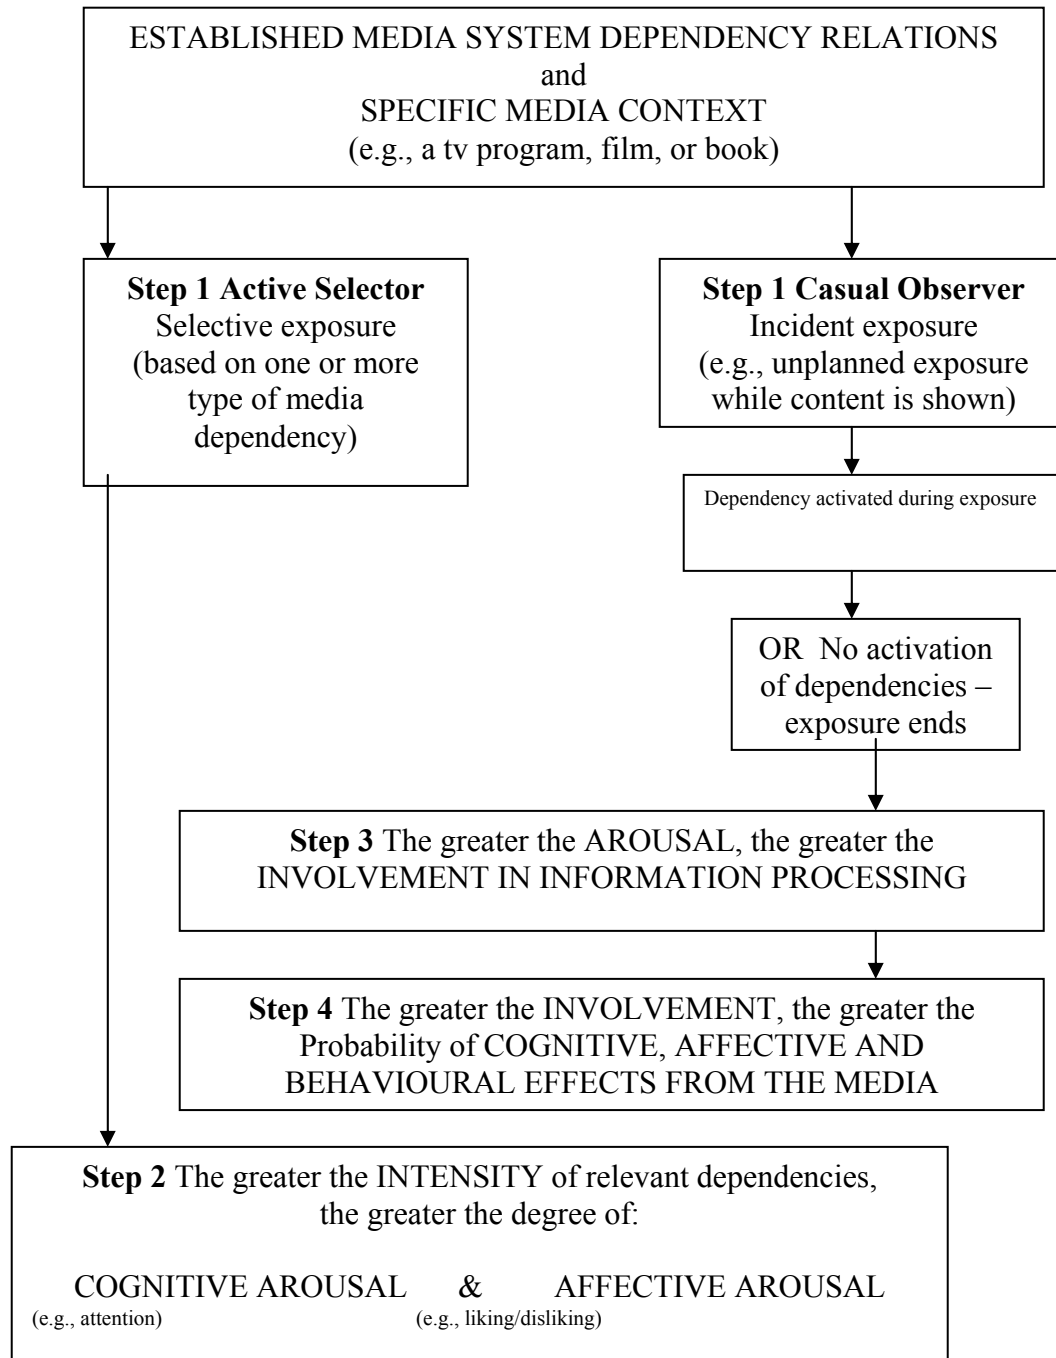 ESTABLISHED MEDIA SYSTEM DEPENDENCY RELATIONS
and
SPECIFIC MEDIA CONTEXT
(e.g., a tv program, film, or book)
Step 1 Active Selector
Selective exposure
(based on one or more
type of media
dependency)
Step 1 Casual Observer
Incident exposure
(e.g., unplanned exposure
while content is shown)
Dependency activated during exposure
OR No activation
of dependencies –
exposure ends
Step 3 The greater the AROUSAL, the greater the
INVOLVEMENT IN INFORMATION PROCESSING
Step 4 The greater the INVOLVEMENT, the greater the
Probability of COGNITIVE, AFFECTIVE AND
BEHAVIOURAL EFFECTS FROM THE MEDIA
Step 2 The greater the INTENSITY of relevant dependencies,
the greater the degree of:
COGNITIVE AROUSAL & AFFECTIVE AROUSAL
(e.g., attention) (e.g., liking/disliking)